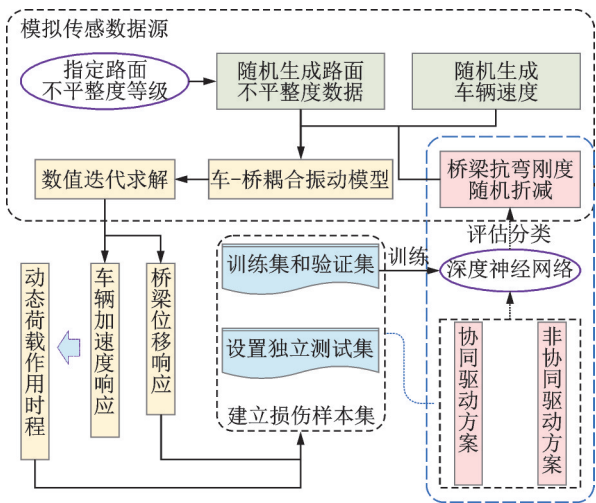 模拟传感数据源
指定路面
不平整度等级
随机生成路面
不平整度数据
随机生成
车辆速度
数值迭代求解
车-桥耦合振动模型
桥梁抗弯刚度
随机折减
评估分类
训练集和验证集
训练
深度神经网络
动态荷载作用时程
车辆加速度响应
桥梁位移响应
设置独立测试集
建立损伤样本集
协同驱动方案
非协同驱动方案